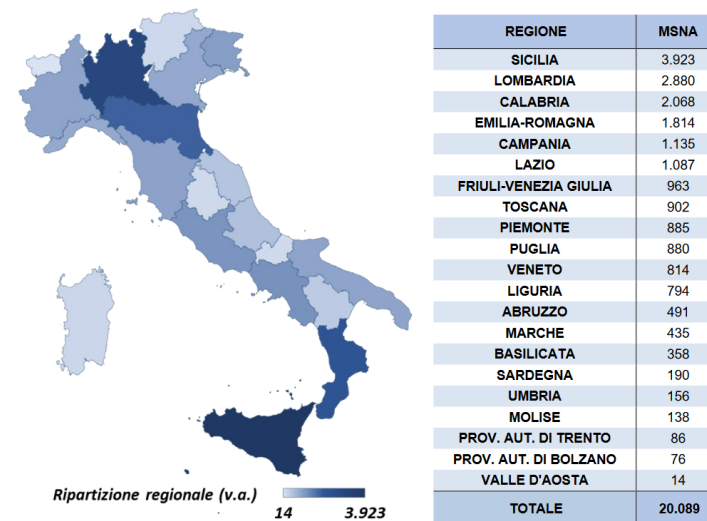 REGIONE MSNA
SICILIA 3.923
LOMBARDIA 2.880
CALABRIA 2.068
EMILIA-ROMAGNA 1.814
CAMPANIA 1.135
LAZIO 1.087
FRIULI-VENEZIA GIULIA 963
TOSCANA 902
PIEMONTE 885
PUGLIA 880
VENETO 814
LIGURIA 794
ABRUZZO 491
MARCHE 435
BASILICATA 358
SARDEGNA 190
UMBRIA 156
MOLISE 138
PROV. AUT. DI TRENTO 86
PROV. AUT. DI BOLZANO 76
VALLE D'AOSTA 14
TOTALE 20.089
Ripartizione regionale (v.a.)
14 3.923